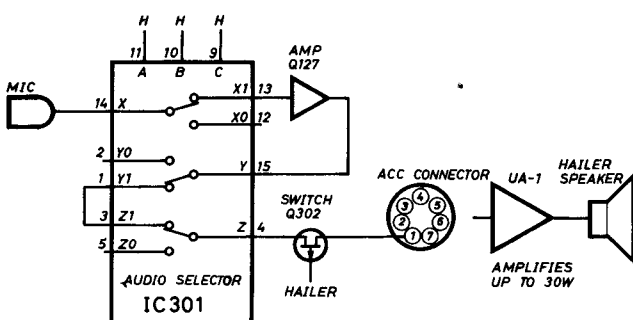 H H H
11 10 9
A B C
AMP
Q127
MIC
14 X X1 13
X0 12
2 Y0
1 Y1 Y 15
ACC CONNECTOR
UA-1
HAILER
SPEAKER
SWITCH
Q302
3 Z1 Z 4
5 Z0
1 2 3 4 5 6 7
AUDIO SELECTOR
IC301
HAILER
AMPLIFIES
UP TO 30W